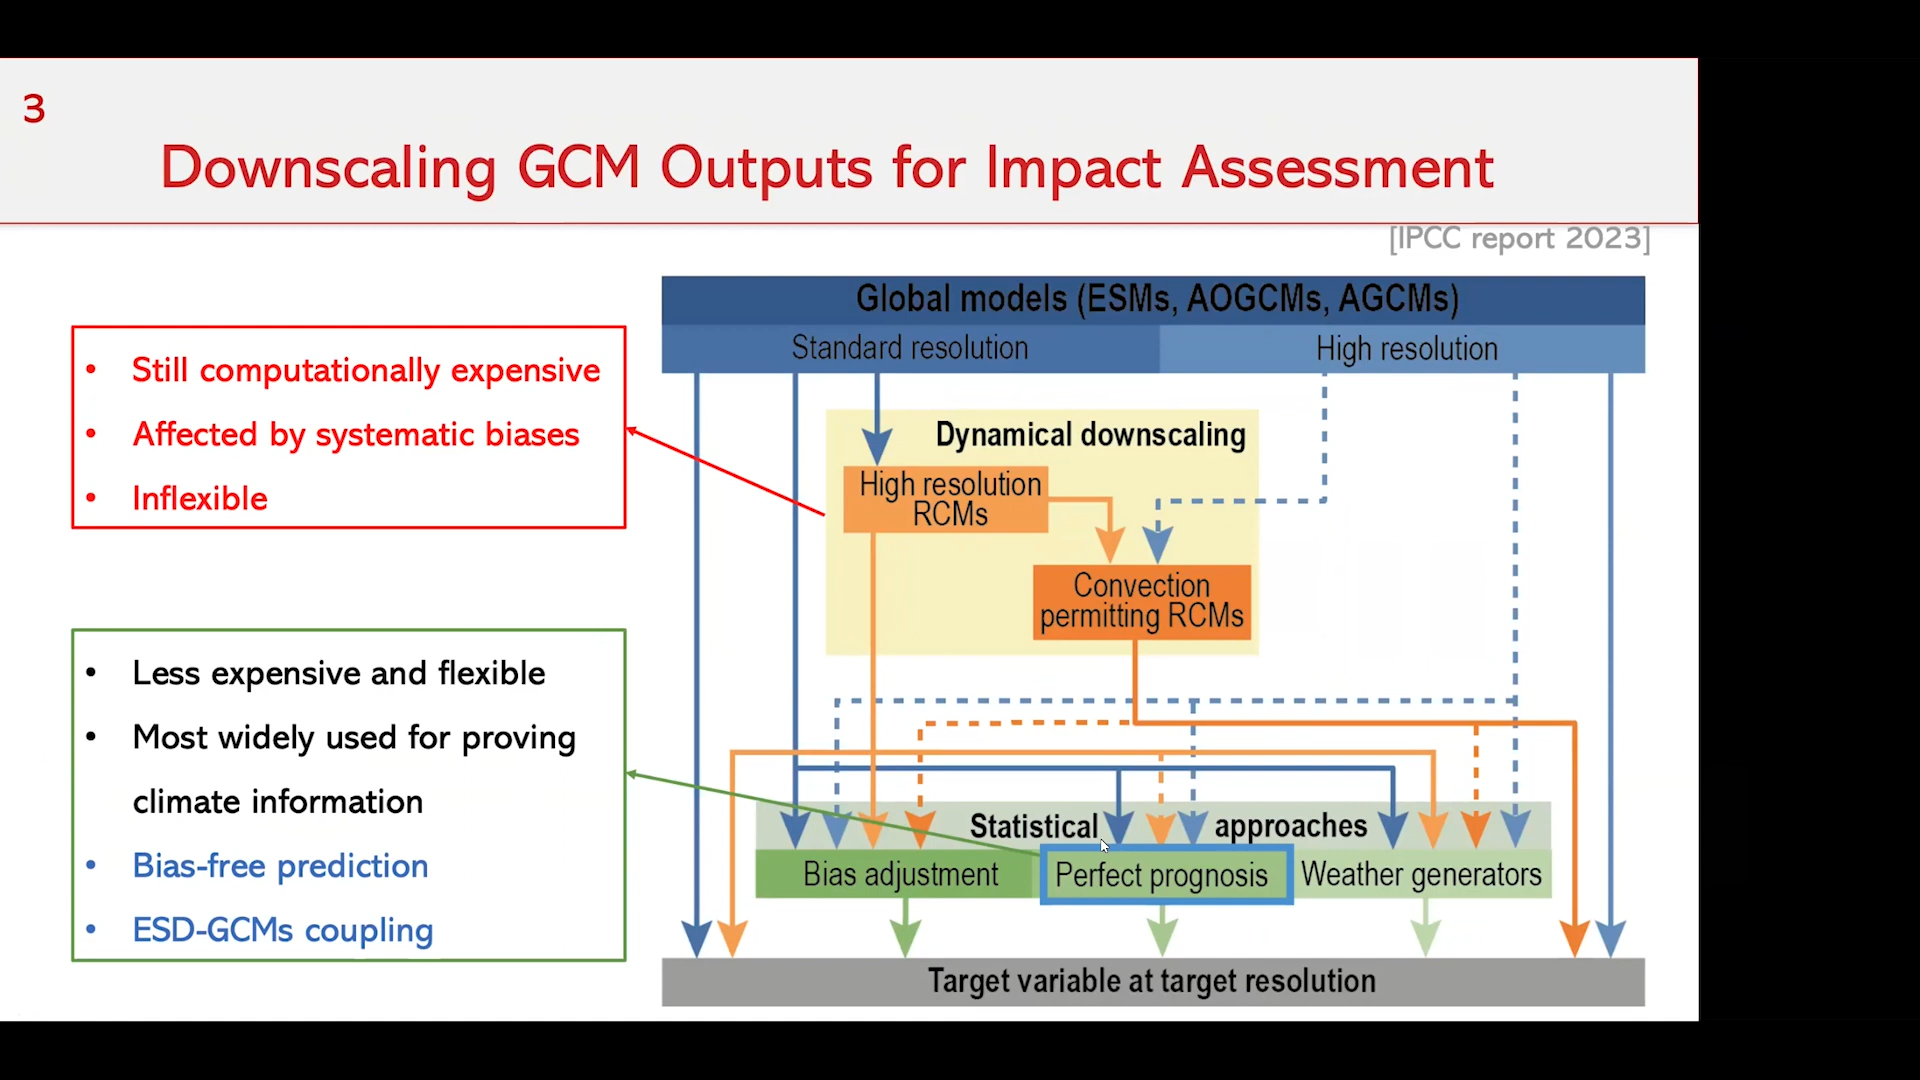 3
Downscaling GCM Outputs for Impact Assessment
[IPCC report 2023]
• Still computationally expensive
• Affected by systematic biases
• Inflexible
• Less expensive and flexible
• Most widely used for proving
climate information
• Bias-free prediction
• ESD-GCMs coupling
Global models (ESMs, AOGCMs, AGCMs)
Standard resolution
High resolution
Dynamical downscaling
High resolution
RCMs
Convection
permitting RCMs
Statistical approaches
Bias adjustment
Perfect prognosis
Weather generators
Target variable at target resolution